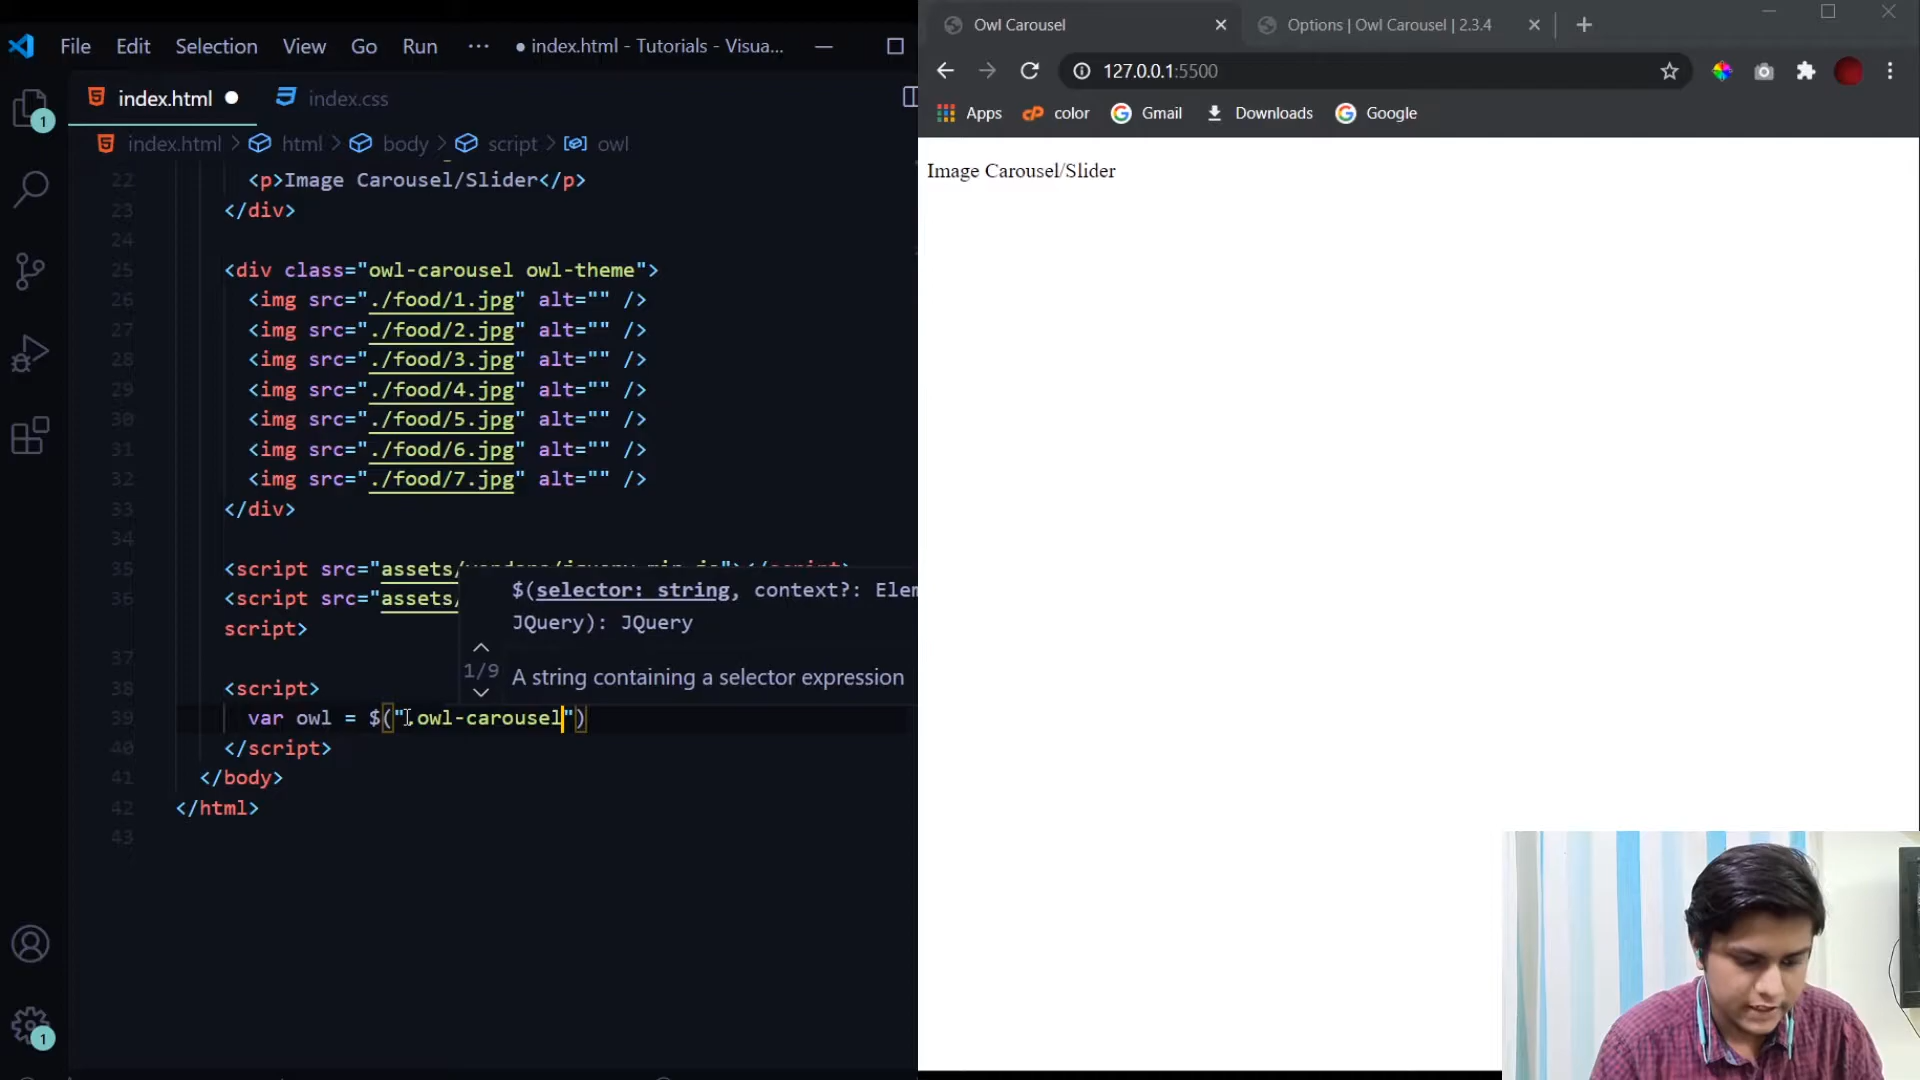 File Edit Selection View Go Run ··· ● index.html - Tutorials - Visua...
index.html ● index.css
index.html > html > body > script > owl
22 <p>Image Carousel/Slider</p>
23 </div>
24
25 <div class="owl-carousel owl-theme">
26 <img src="./food/1.jpg" alt="" />
27 <img src="./food/2.jpg" alt="" />
28 <img src="./food/3.jpg" alt="" />
29 <img src="./food/4.jpg" alt="" />
30 <img src="./food/5.jpg" alt="" />
31 <img src="./food/6.jpg" alt="" />
32 <img src="./food/7.jpg" alt="" />
33 </div>
34
35 <script src="assets/
36 <script src="assets/
script>
$(selector: string, context?: Elem
JQuery): JQuery
1/9
A string containing a selector expression
37
38 <script>
39 var owl = $(".owl-carousel")
40 </script>
41 </body>
42 </html>
43
1
1
Owl Carousel
Options | Owl Carousel | 2.3.4
127.0.0.1:5500
Apps color Gmail Downloads Google
Image Carousel/Slider